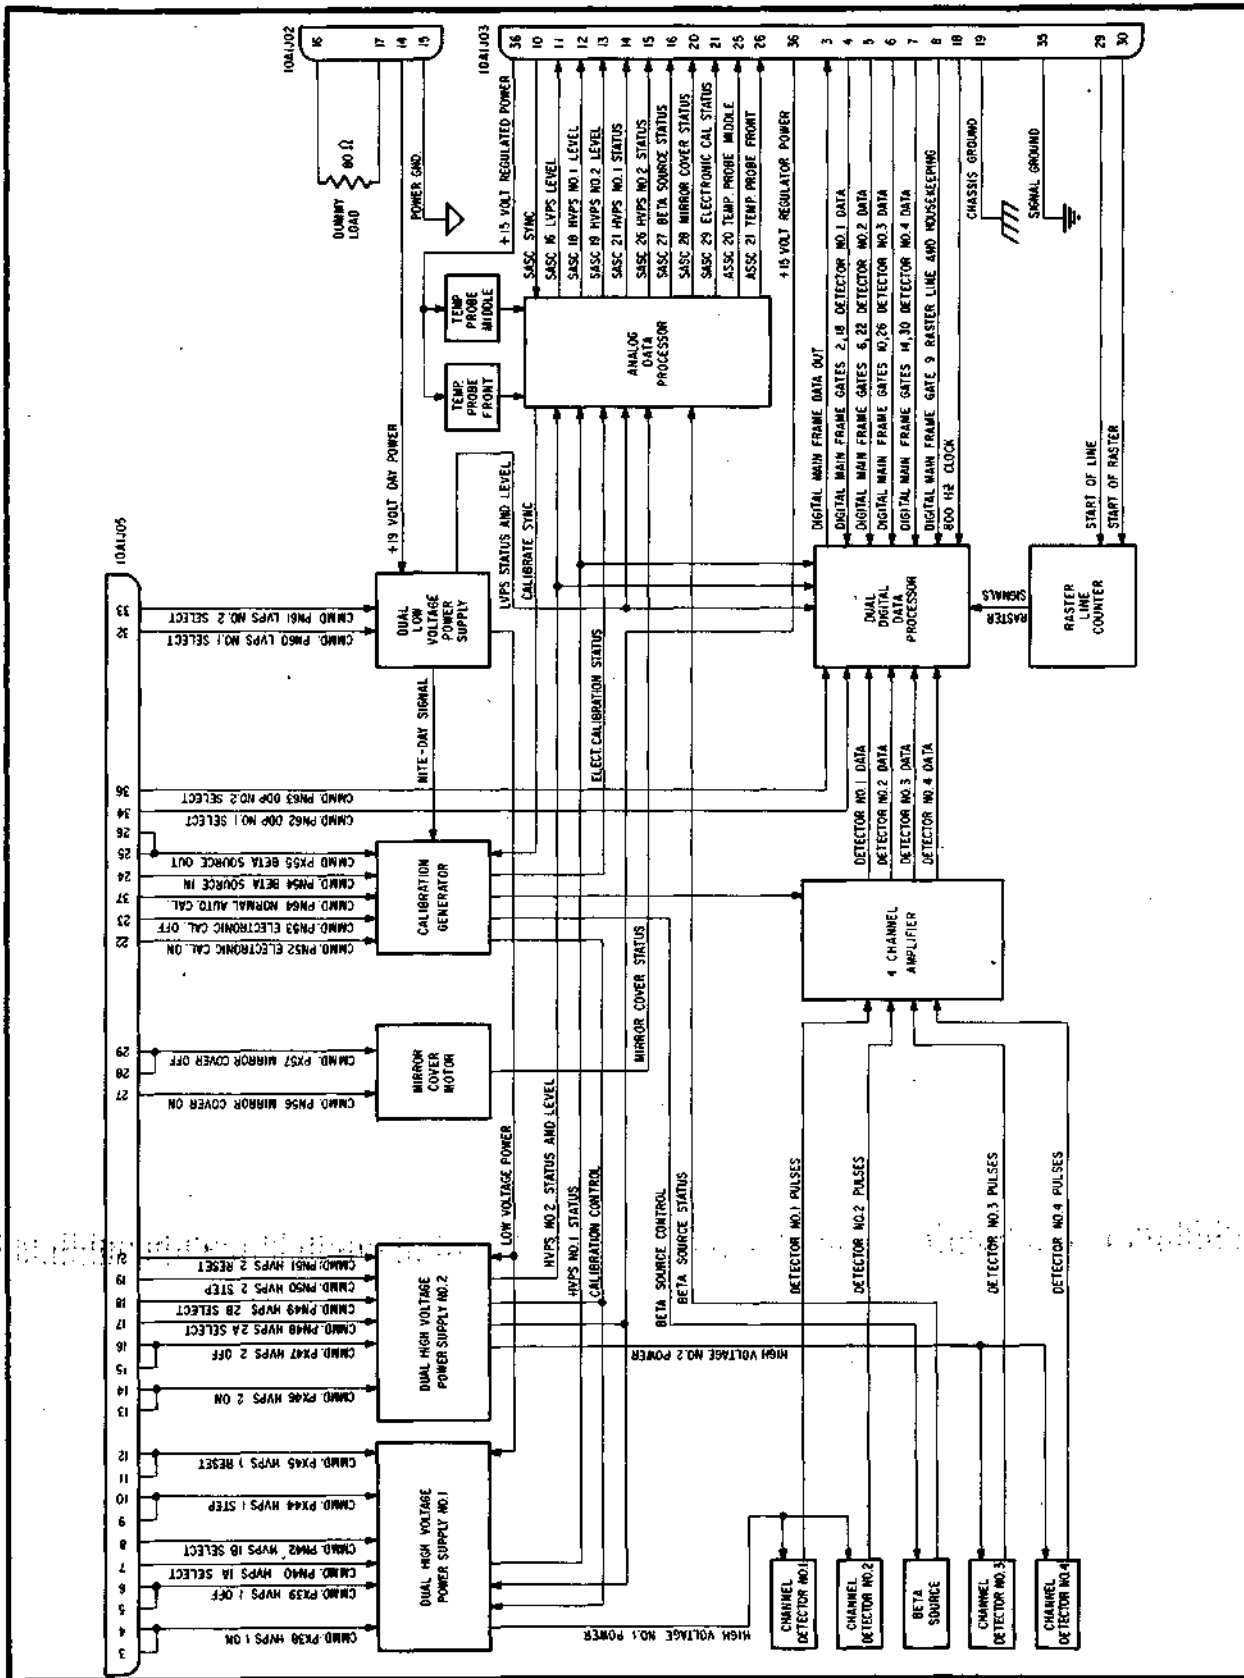 10A1J02
16
17
14
15
80 Ω
DUMMY
LOAD
POWER GND.
+19 VOLT DAY POWER
10A1J03
36
10
11
12
13
14
15
16
20
21
25
26
36
3
4
5
6
7
8
18
19
35
29
30
+15 VOLT REGULATED POWER
SASC SYNC
SASC 16 LVPS LEVEL
SASC 18 HVPS NO.1 LEVEL
SASC 19 HVPS NO.2 LEVEL
SASC 21 HVPS NO.1 STATUS
SASC 26 HVPS NO.2 STATUS
SASC 27 BETA SOURCE STATUS
SASC 28 MIRROR COVER STATUS
SASC 29 ELECTRONIC CAL STATUS
ASSC 20 TEMP. PROBE MIDDLE
ASSC 21 TEMP. PROBE FRONT
+15 VOLT REGULATOR POWER
DIGITAL MAIN FRAME DATA OUT
DIGITAL MAIN FRAME GATES 2,18 DETECTOR NO.1 DATA
DIGITAL MAIN FRAME GATES 6,22 DETECTOR NO.2 DATA
DIGITAL MAIN FRAME GATES 10,26 DETECTOR NO.3 DATA
DIGITAL MAIN FRAME GATES 14,30 DETECTOR NO.4 DATA
DIGITAL MAIN FRAME GATE 9 RASTER LINE AND HOUSEKEEPING
800 HZ CLOCK
CHASSIS GROUND
SIGNAL GROUND
START OF LINE
START OF RASTER
TEMP
PROBE
MIDDLE
TEMP.
PROBE
FRONT
ANALOG
DATA
PROCESSOR
DUAL
DIGITAL
DATA
PROCESSOR
RASTER
SIGNALS
RASTER
LINE
COUNTER
10A1J05
33
32
36
34
26
25
24
37
23
22
29
28
27
21
19
18
17
16
15
14
13
12
11
10
9
8
7
6
5
4
3
CMMD PN61 LVPS NO.2 SELECT
CMMD. PN60 LVPS NO.1 SELECT
CMMD. PN63 DDP NO.2 SELECT
CMMD. PN62 DDP NO.1 SELECT
CMMD PX55 BETA SOURCE OUT
CMMD. PN54 BETA SOURCE IN
CMMD. PN64 NORMAL AUTO. CAL.
CMMD. PN53 ELECTRONIC CAL. OFF
CMMD. PN52 ELECTRONIC CAL. ON
CMMD. PX57 MIRROR COVER OFF
CMMD. PN56 MIRROR COVER ON
CMMD. PN51 HVPS 2 RESET
CMMD. PN50 HVPS 2 STEP
CMMD. PN49 HVPS 2B SELECT
CMMD. PN48 HVPS 2A SELECT
CMMD. PX47 HVPS 2 OFF
CMMD. PX46 HVPS 2 ON
CMMD. PX45 HVPS 1 RESET
CMMD. PX44 HVPS 1 STEP
CMMD. PN42 HVPS 1B SELECT
CMMD. PN40 HVPS 1A SELECT
CMMD. PX39 HVPS 1 OFF
CMMD. PX38 HVPS 1 ON
DUAL
LOW
VOLTAGE
POWER
SUPPLY
LVPS STATUS AND LEVEL
CALIBRATE SYNC
NITE-DAY SIGNAL
ELECT. CALIBRATION STATUS
CALIBRATION
GENERATOR
MIRROR
COVER
MOTOR
MIRROR COVER STATUS
LOW VOLTAGE POWER
HVPS NO.2 STATUS AND LEVEL
HVPS NO.1 STATUS
CALIBRATION CONTROL
BETA SOURCE CONTROL
BETA SOURCE STATUS
DUAL HIGH VOLTAGE
POWER SUPPLY NO.2
HIGH VOLTAGE NO.2 POWER
DUAL HIGH VOLTAGE
POWER SUPPLY NO.1
HIGH VOLTAGE NO.1 POWER
DETECTOR NO.1 DATA
DETECTOR NO.2 DATA
DETECTOR NO.3 DATA
DETECTOR NO.4 DATA
4 CHANNEL
AMPLIFIER
DETECTOR NO.1 PULSES
DETECTOR NO.2 PULSES
DETECTOR NO.3 PULSES
DETECTOR NO.4 PULSES
CHANNEL
DETECTOR NO.1
CHANNEL
DETECTOR NO.2
BETA
SOURCE
CHANNEL
DETECTOR NO.3
CHANNEL
DETECTOR NO.4